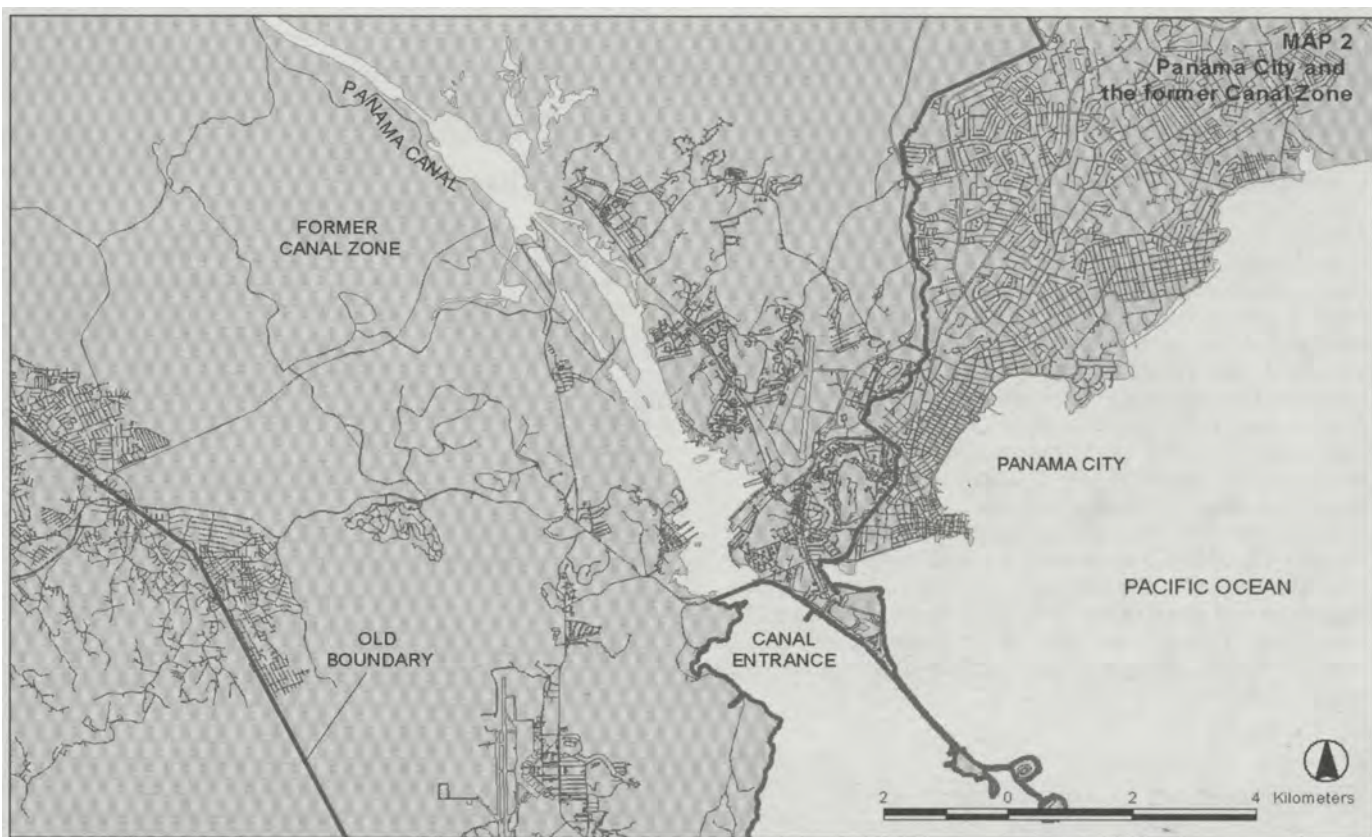 MAP 2
Panama City and
the former Canal Zone
PANAMA CANAL
FORMER
CANAL ZONE
PANAMA CITY
PACIFIC OCEAN
OLD
BOUNDARY
CANAL
ENTRANCE
2 0 2 4 Kilometers